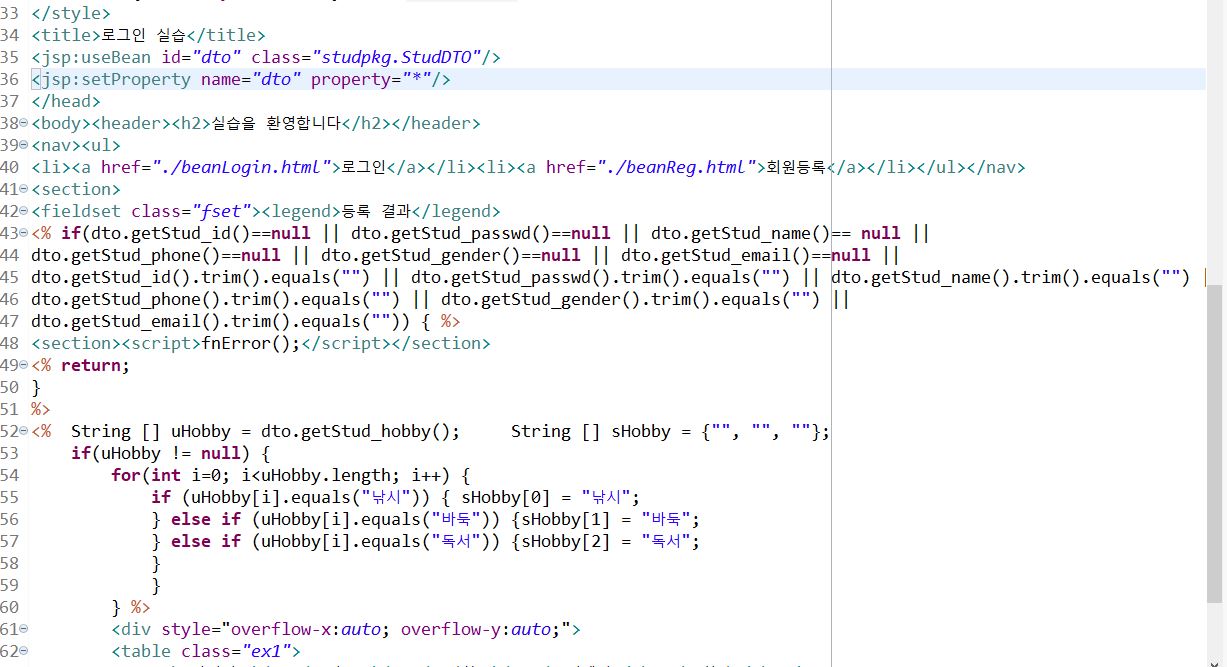 33 </style>
34 <title>로그인 실습</title>
35 <jsp:useBean id="dto" class="studpkg.StudDTO"/>
36 <jsp:setProperty name="dto" property="*"/>
37 </head>
38 <body><header><h2>실습을 환영합니다</h2></header>
39 <nav><ul>
40 <li><a href="./beanLogin.html">로그인</a></li><li><a href="./beanReg.html">회원등록</a></li></ul></nav>
41 <section>
42 <fieldset class="fset"><legend>등록 결과</legend>
43 <% if(dto.getStud_id()==null || dto.getStud_passwd()==null || dto.getStud_name()== null ||
44 dto.getStud_phone()==null || dto.getStud_gender()==null || dto.getStud_email()==null ||
45 dto.getStud_id().trim().equals("") || dto.getStud_passwd().trim().equals("") || dto.getStud_name().trim().equals("") |
46 dto.getStud_phone().trim().equals("") || dto.getStud_gender().trim().equals("") ||
47 dto.getStud_email().trim().equals("")) { %>
48 <section><script>fnError();</script></section>
49 <% return;
50 }
51 %>
52 <%  String [] uHobby = dto.getStud_hobby();     String [] sHobby = {"", "", ""};
53     if(uHobby != null) {
54         for(int i=0; i<uHobby.length; i++) {
55             if (uHobby[i].equals("낚시")) { sHobby[0] = "낚시";
56             } else if (uHobby[i].equals("바둑")) {sHobby[1] = "바둑";
57             } else if (uHobby[i].equals("독서")) {sHobby[2] = "독서";
58             }
59             }
60         } %>
61         <div style="overflow-x:auto; overflow-y:auto;">
62         <table class="ex1">